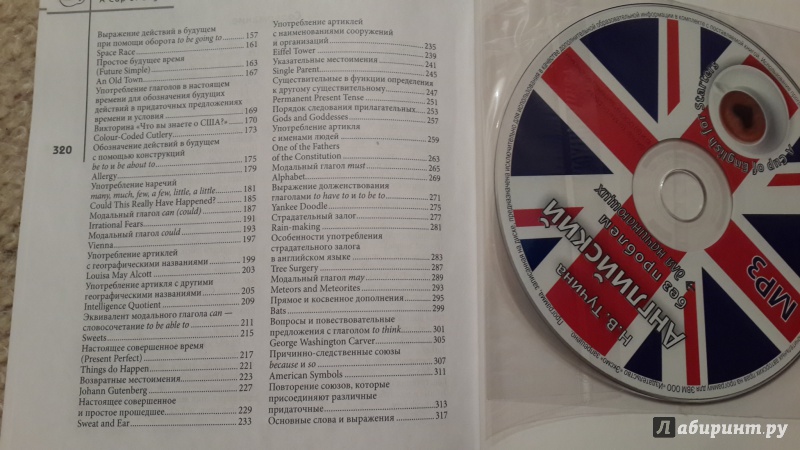 Выражение действий в будущем
при помощи оборота to be going to ..... 157
Space Race ..... 161
Простое будущее время
(Future Simple) ..... 163
An Old Town ..... 167
Употребление глаголов в настоящем
времени для обозначения будущих
действий в придаточных предложениях
времени и условия ..... 169
Викторина «Что вы знаете о США?» ..... 170
Colour-Coded Cutlery ..... 173
Обозначение действий в будущем
с помощью конструкций
be to и be about to ..... 175
Allergy ..... 179
Употребление наречий
many, much, few, a few, little, a little ..... 181
Could This Really Have Happened? ..... 185
Модальный глагол can (could) ..... 187
Irrational Fears ..... 191
Модальный глагол could ..... 193
Vienna ..... 197
Употребление артиклей
с географическими названиями ..... 199
Louisa May Alcott ..... 203
Употребление артикля с другими
географическими названиями ..... 205
Intelligence Quotient ..... 209
Эквивалент модального глагола can —
словосочетание to be able to ..... 211
Sweets ..... 215
Настоящее совершенное время
(Present Perfect) ..... 217
Things do Happen ..... 221
Возвратные местоимения ..... 223
Johann Gutenberg ..... 227
Настоящее совершенное
и простое прошедшее ..... 229
Sweat and Ear ..... 233
320
Употребление артиклей
с наименованиями сооружений
и организаций ..... 235
Eiffel Tower ..... 239
Указательные местоимения ..... 241
Single Parent ..... 245
Существительные в функции определения
к другому существительному ..... 247
Permanent Present Tense ..... 251
Порядок следования прилагательных ..... 253
Gods and Goddesses ..... 257
Употребление артикля
с именами людей ..... 259
One of the Fathers
of the Constitution ..... 263
Модальный глагол must ..... 265
Alphabet ..... 269
Выражение долженствования
глаголами to have to и to be to ..... 271
Yankee Doodle ..... 275
Страдательный залог ..... 277
Rain-making ..... 281
Особенности употребления
страдательного залога
в английском языке ..... 283
Tree Surgery ..... 287
Модальный глагол may ..... 289
Meteors and Meteorites ..... 293
Прямое и косвенное дополнения ..... 295
Bats ..... 299
Вопросы и повествовательные
предложения с глаголом to think ..... 301
George Washington Carver ..... 305
Причинно-следственные союзы
because и so ..... 307
American Symbols ..... 311
Повторение союзов, которые
присоединяют различные
придаточные ..... 313
Основные слова и выражения ..... 317
A Cup of English for Starters
Н.В. Тучина
АНГЛИЙСКИЙ
без проблем
для начинающих
MP3
Лабиринт.ру